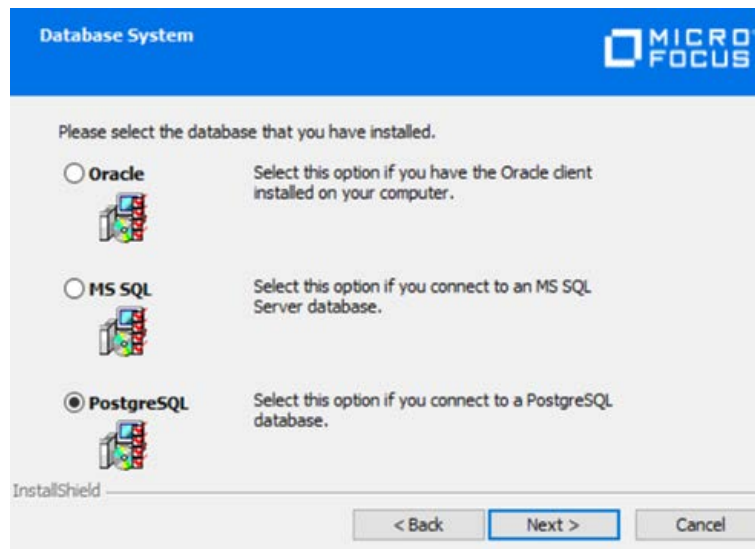 Database System
MICRO
FOCUS
Please select the database that you have installed.
Oracle
Select this option if you have the Oracle client
installed on your computer.
MS SQL
Select this option if you connect to an MS SQL
Server database.
PostgreSQL
Select this option if you connect to a PostgreSQL
database.
InstallShield
< Back
Next >
Cancel